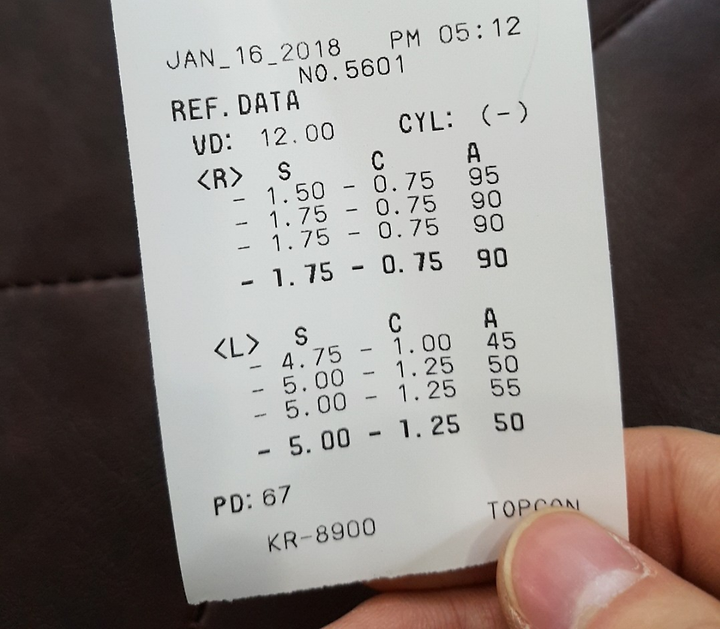 JAN_16_2018 PM 05:12
NO.5601
REF.DATA
VD: 12.00 CYL: (-)
<R> S C A
- 1.50 - 0.75 95
- 1.75 - 0.75 90
- 1.75 - 0.75 90
- 1.75 - 0.75 90
<L> S C A
- 4.75 - 1.00 45
- 5.00 - 1.25 50
- 5.00 - 1.25 55
- 5.00 - 1.25 50
PD: 67
KR-8900 TOPCON